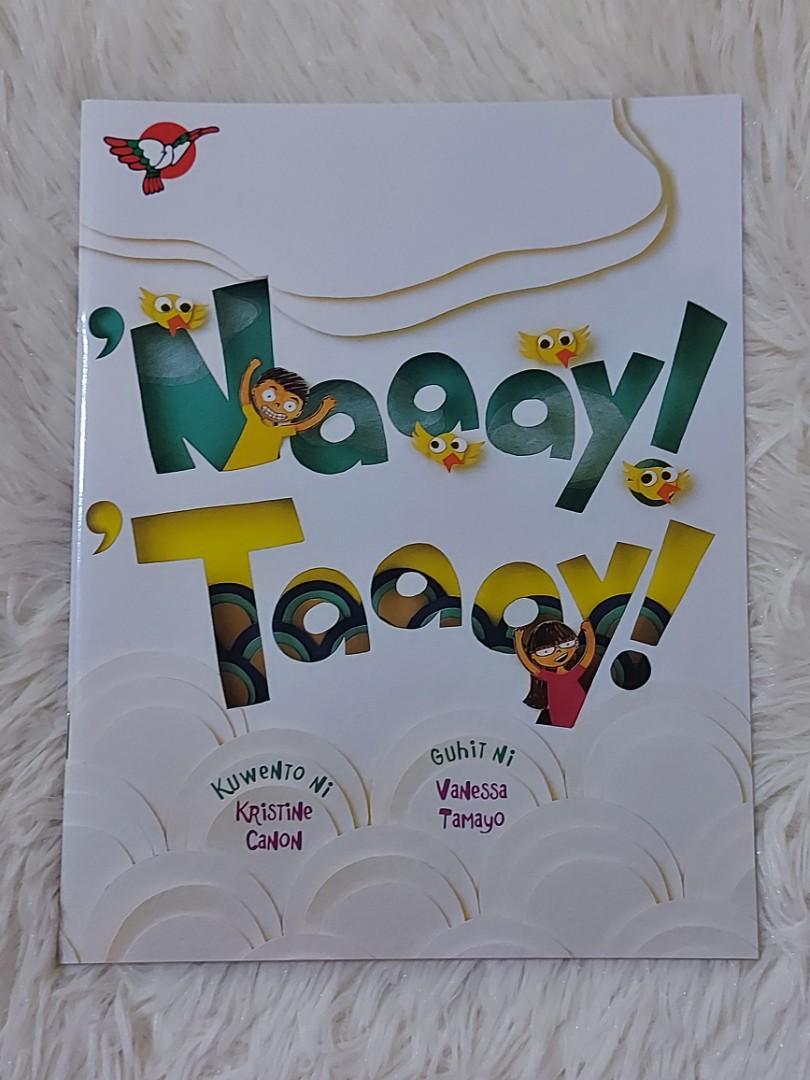 'Naaay!
'Taaay!
Kuwento ni
Kristine
Canon
Guhit ni
Vanessa
Tamayo